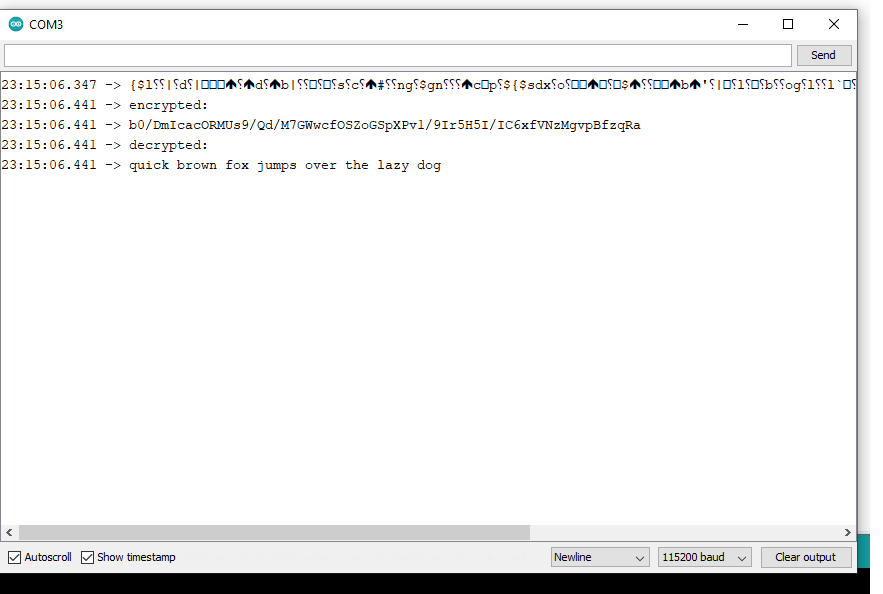 COM3
Send
23:15:06.347 ->
23:15:06.441 -> encrypted:
23:15:06.441 -> b0/DmIcacORMUs9/Qd/M7GWwcfOSZoGSpXPvl/9Ir5H5I/IC6xfVNzMgvpBfzqRa
23:15:06.441 -> decrypted:
23:15:06.441 -> quick brown fox jumps over the lazy dog
Autoscroll Show timestamp Newline 115200 baud Clear output